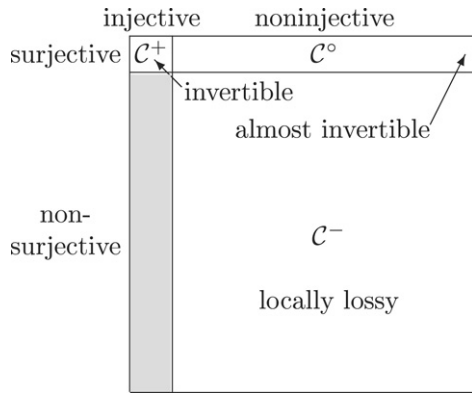 injective noninjective
surjective C⁺ C°
invertible
almost invertible
non-
surjective
C⁻
locally lossy